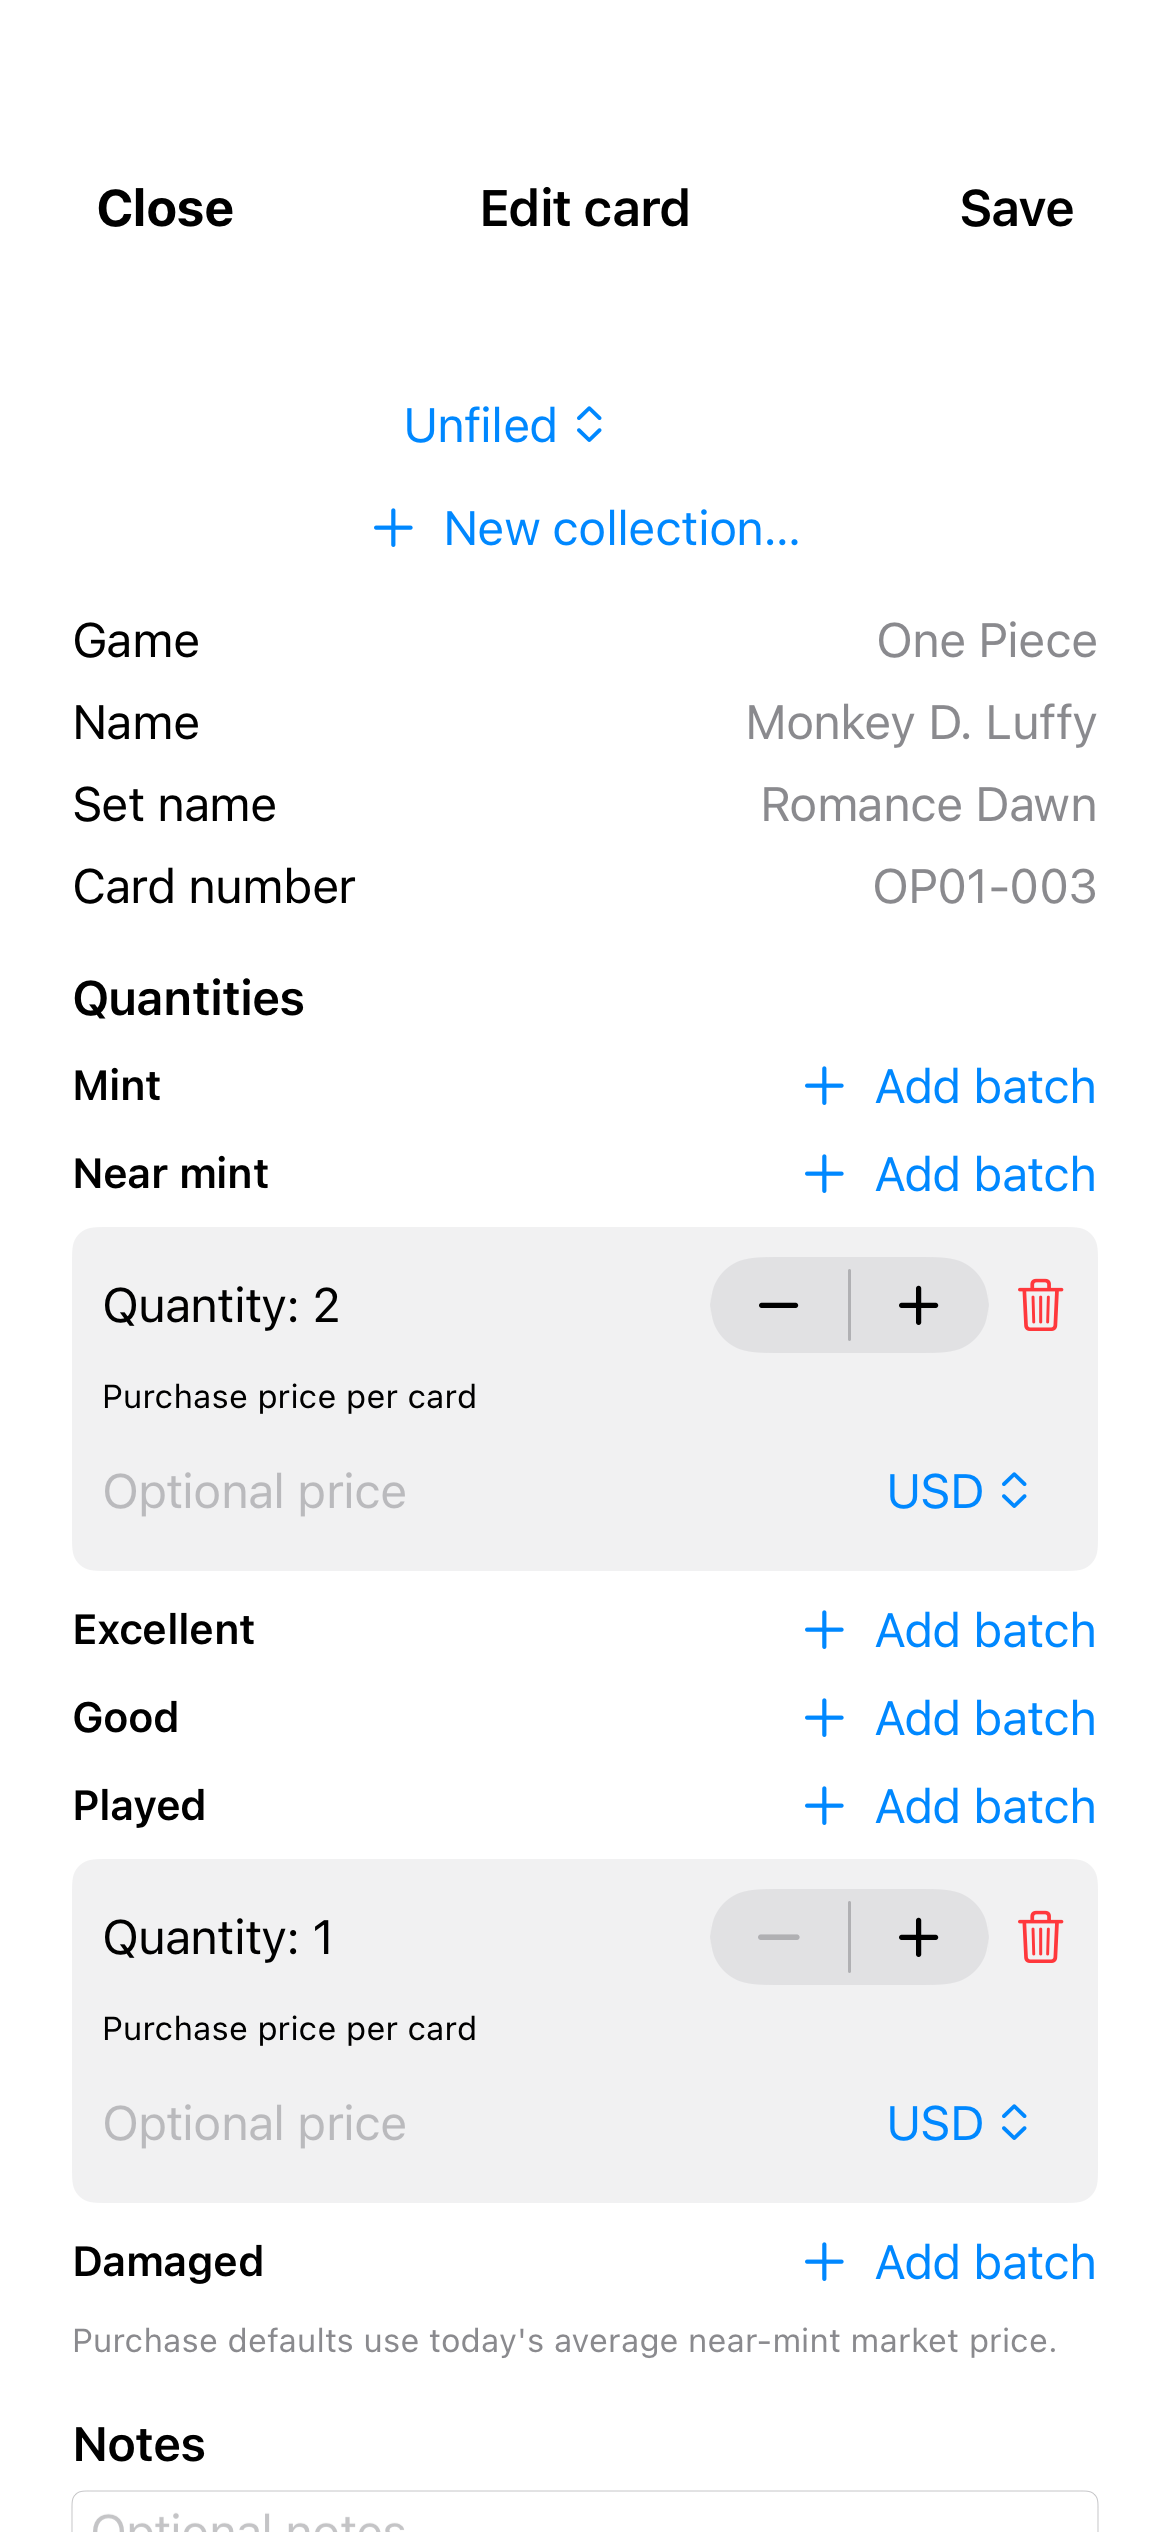 Close Edit card Save
Unfiled
New collection...
Game One Piece
Name Monkey D. Luffy
Set name Romance Dawn
Card number OP01-003
Quantities
Mint + Add batch
Near mint + Add batch
Quantity: 2 − +
Purchase price per card
Optional price USD
Excellent + Add batch
Good + Add batch
Played + Add batch
Quantity: 1 − +
Purchase price per card
Optional price USD
Damaged + Add batch
Purchase defaults use today's average near-mint market price.
Notes
Optional notes